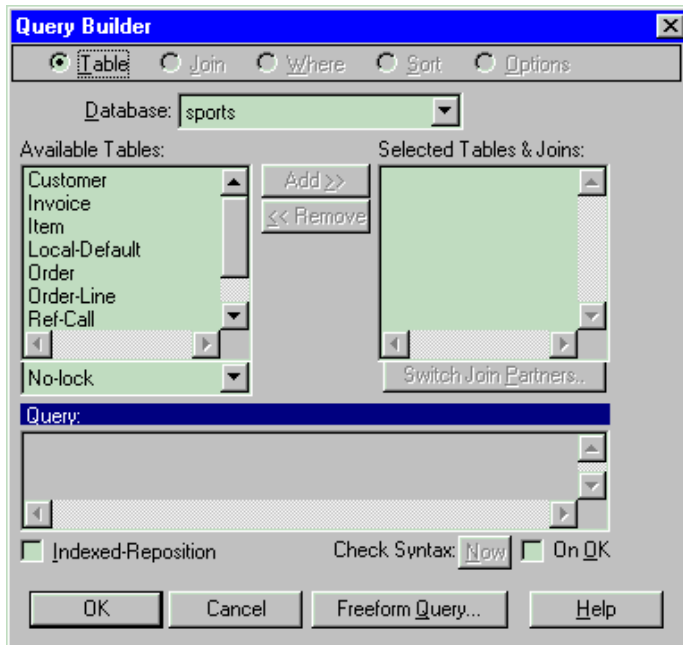 Query Builder
Table Join Where Sort Options
Database: sports
Available Tables: Selected Tables & Joins:
Customer
Invoice
Item
Local-Default
Order
Order-Line
Ref-Call
Add >>
<< Remove
No-lock
Switch Join Partners..
Query:
Indexed-Reposition Check Syntax: Now On OK
OK Cancel Freeform Query... Help